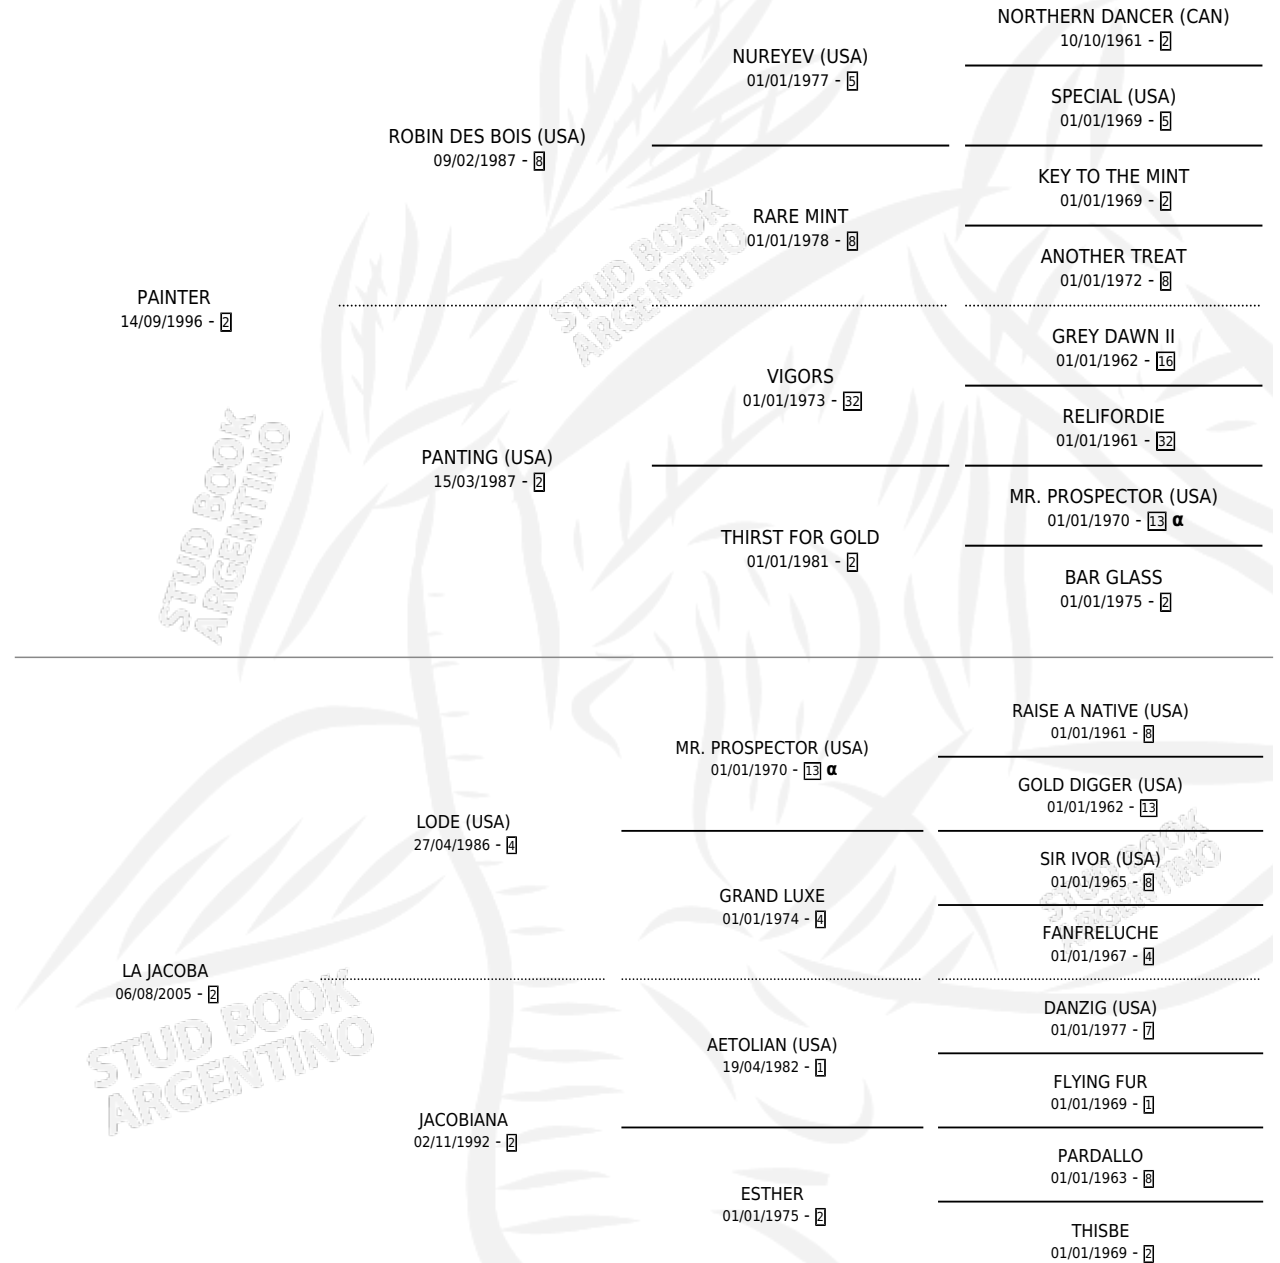 NORTHERN DANCER (CAN)
10/10/1961 - 2
NUREYEV (USA)
01/01/1977 - 5
SPECIAL (USA)
01/01/1969 - 5
ROBIN DES BOIS (USA)
09/02/1987 - 8
KEY TO THE MINT
01/01/1969 - 2
RARE MINT
01/01/1978 - 8
ANOTHER TREAT
01/01/1972 - 8
PAINTER
14/09/1996 - 2
GREY DAWN II
01/01/1962 - 16
VIGORS
01/01/1973 - 32
RELIFORDIE
01/01/1961 - 32
PANTING (USA)
15/03/1987 - 2
MR. PROSPECTOR (USA)
01/01/1970 - 13 α
THIRST FOR GOLD
01/01/1981 - 2
BAR GLASS
01/01/1975 - 2
RAISE A NATIVE (USA)
01/01/1961 - 8
MR. PROSPECTOR (USA)
01/01/1970 - 13 α
GOLD DIGGER (USA)
01/01/1962 - 13
LODE (USA)
27/04/1986 - 4
SIR IVOR (USA)
01/01/1965 - 8
GRAND LUXE
01/01/1974 - 4
FANFRELUCHE
01/01/1967 - 4
LA JACOBA
06/08/2005 - 2
DANZIG (USA)
01/01/1977 - 7
AETOLIAN (USA)
19/04/1982 - 1
FLYING FUR
01/01/1969 - 1
JACOBIANA
02/11/1992 - 2
PARDALLO
01/01/1963 - 8
ESTHER
01/01/1975 - 2
THISBE
01/01/1969 - 2
STUD BOOK
ARGENTINO
STUD BOOK
ARGENTINO
STUD BOOK
ARGENTINO
STUD BOOK
ARGENTINO